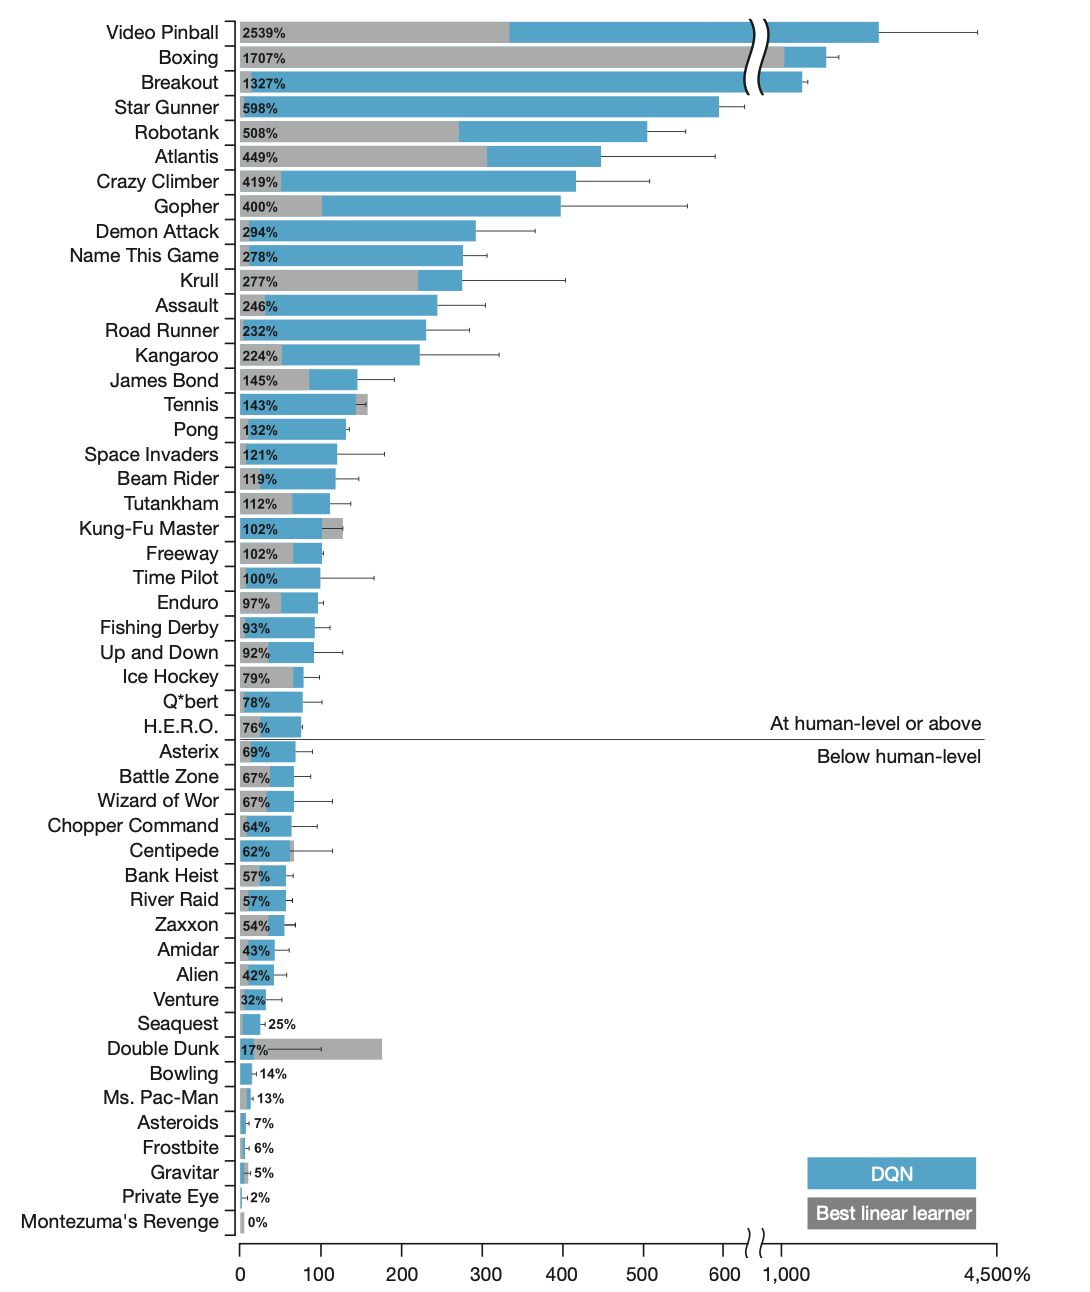 Video Pinball 2539%
Boxing 1707%
Breakout 1327%
Star Gunner 598%
Robotank 508%
Atlantis 449%
Crazy Climber 419%
Gopher 400%
Demon Attack 294%
Name This Game 278%
Krull 277%
Assault 246%
Road Runner 232%
Kangaroo 224%
James Bond 145%
Tennis 143%
Pong 132%
Space Invaders 121%
Beam Rider 119%
Tutankham 112%
Kung-Fu Master 102%
Freeway 102%
Time Pilot 100%
Enduro 97%
Fishing Derby 93%
Up and Down 92%
Ice Hockey 79%
Q*bert 78%
H.E.R.O. 76%
At human-level or above
Asterix 69%
Below human-level
Battle Zone 67%
Wizard of Wor 67%
Chopper Command 64%
Centipede 62%
Bank Heist 57%
River Raid 57%
Zaxxon 54%
Amidar 43%
Alien 42%
Venture 32%
Seaquest 25%
Double Dunk 17%
Bowling 14%
Ms. Pac-Man 13%
Asteroids 7%
Frostbite 6%
Gravitar 5%
DQN
Private Eye 2%
Best linear learner
Montezuma's Revenge 0%
0 100 200 300 400 500 600 1,000 4,500%